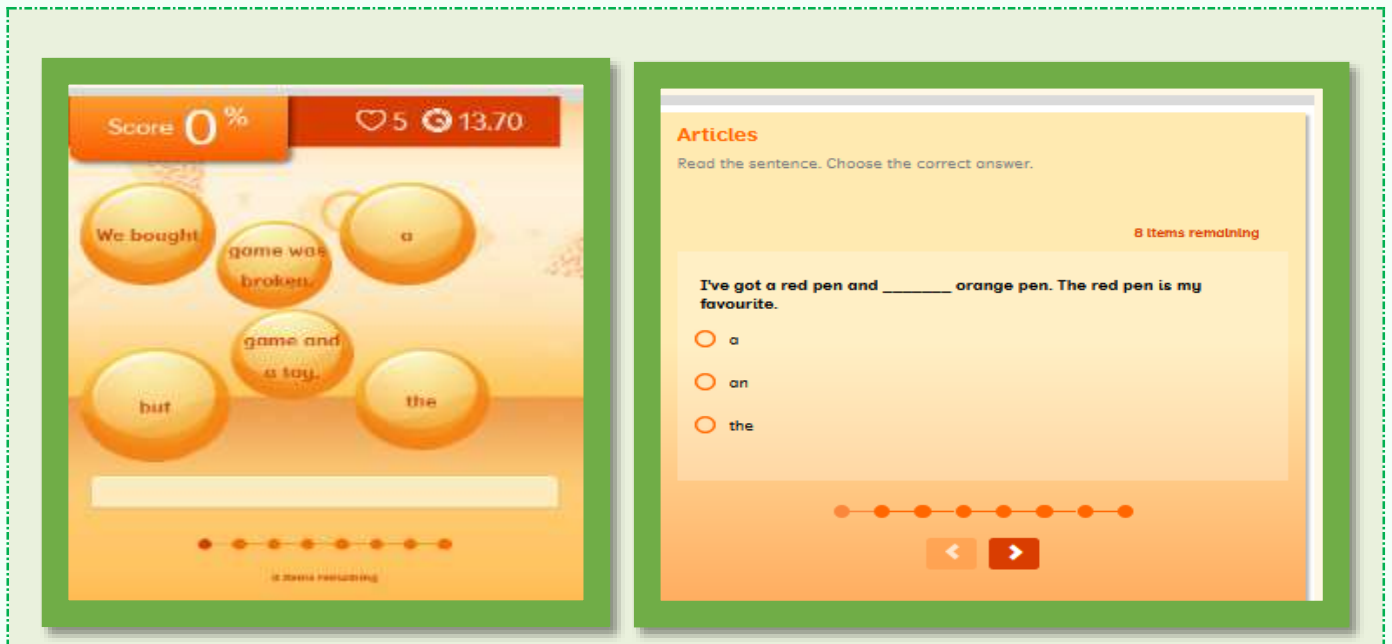 Score 0%
5 13.70
We bought
a
game was
broken.
game and
a toy.
but
the
8 items remaining
Articles
Read the sentence. Choose the correct answer.
8 items remaining
I've got a red pen and _______ orange pen. The red pen is my
favourite.
a
an
the